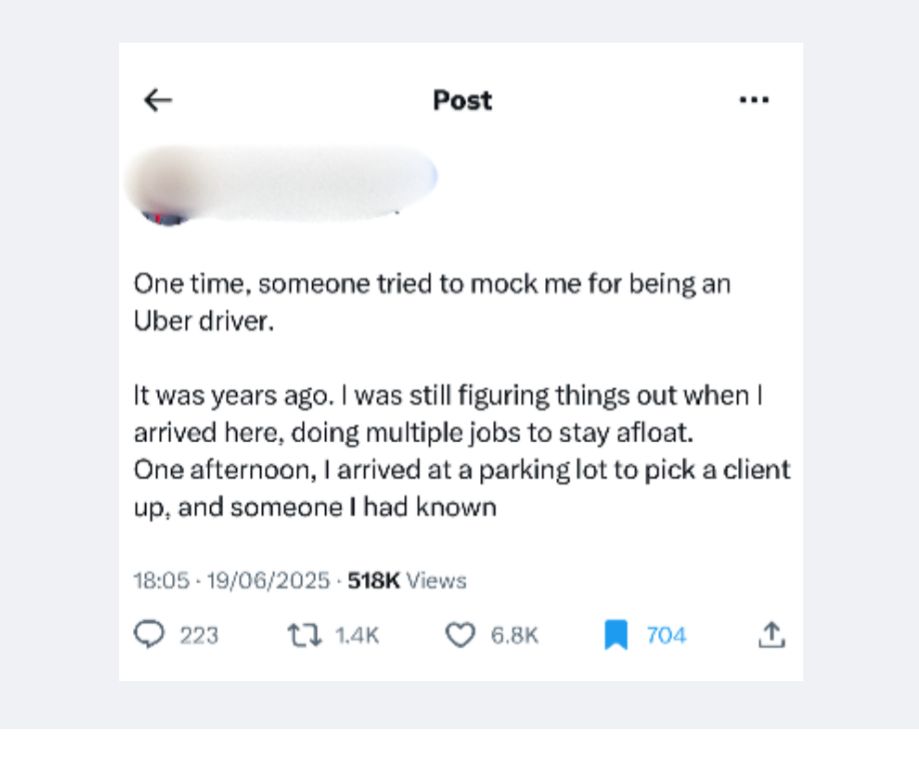 Post
One time, someone tried to mock me for being an
Uber driver.
It was years ago. I was still figuring things out when I
arrived here, doing multiple jobs to stay afloat.
One afternoon, I arrived at a parking lot to pick a client
up, and someone I had known
18:05 · 19/06/2025 · 518K Views
223 1.4K 6.8K 704